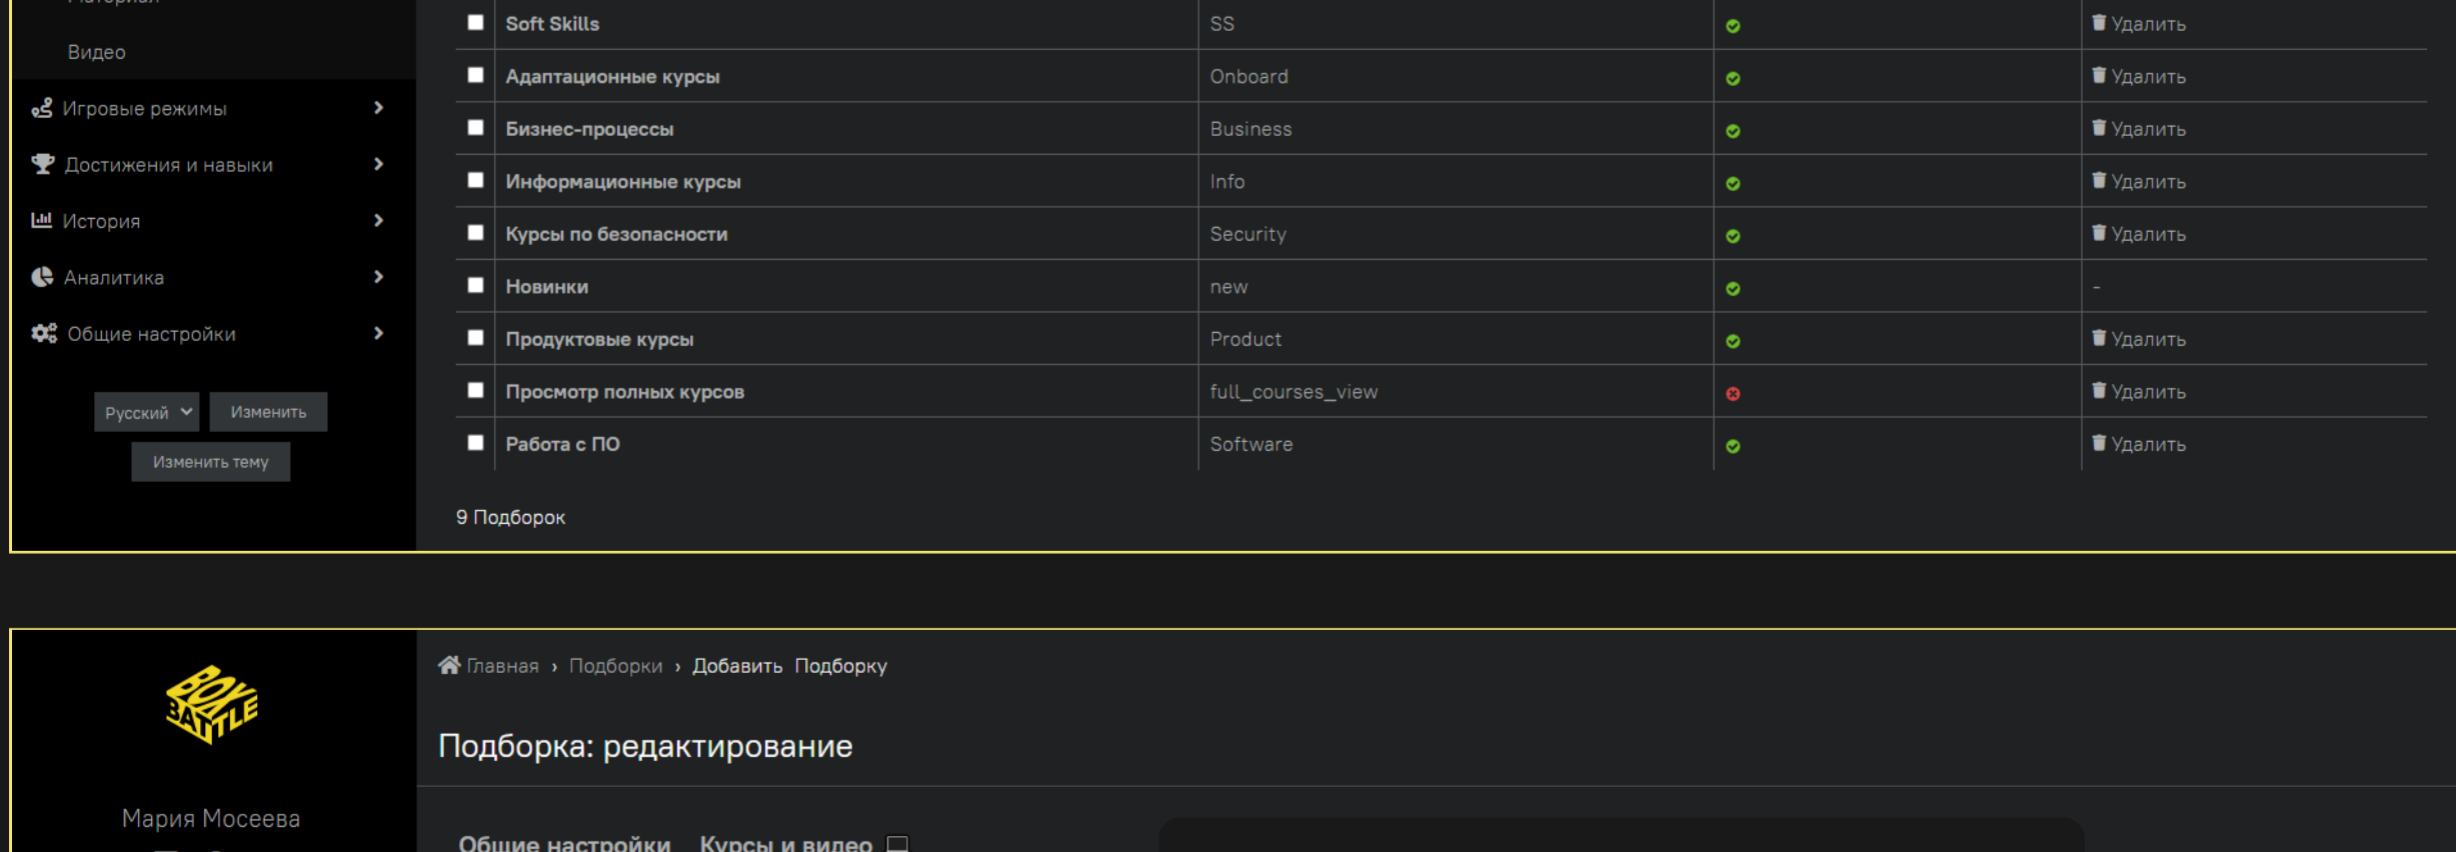 Материал
Видео
Игровые режимы
Достижения и навыки
История
Аналитика
Общие настройки
Русский Изменить
Изменить тему
Soft Skills SS Удалить
Адаптационные курсы Onboard Удалить
Бизнес-процессы Business Удалить
Информационные курсы Info Удалить
Курсы по безопасности Security Удалить
Новинки new -
Продуктовые курсы Product Удалить
Просмотр полных курсов full_courses_view Удалить
Работа с ПО Software Удалить
9 Подборок
BOOM
BATTLE
Мария Мосеева
Главная › Подборки › Добавить Подборку
Подборка: редактирование
Общие настройки Курсы и видео